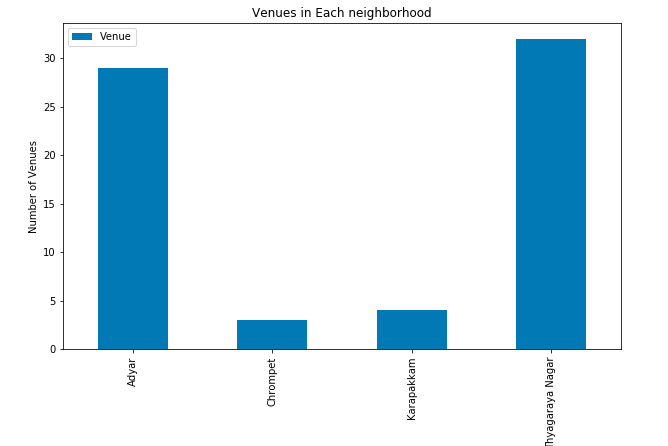 Venues in Each neighborhood
Venue
Number of Venues
30
25
20
15
10
5
0
Adyar
Chrompet
Karapakkam
Thyagaraya Nagar